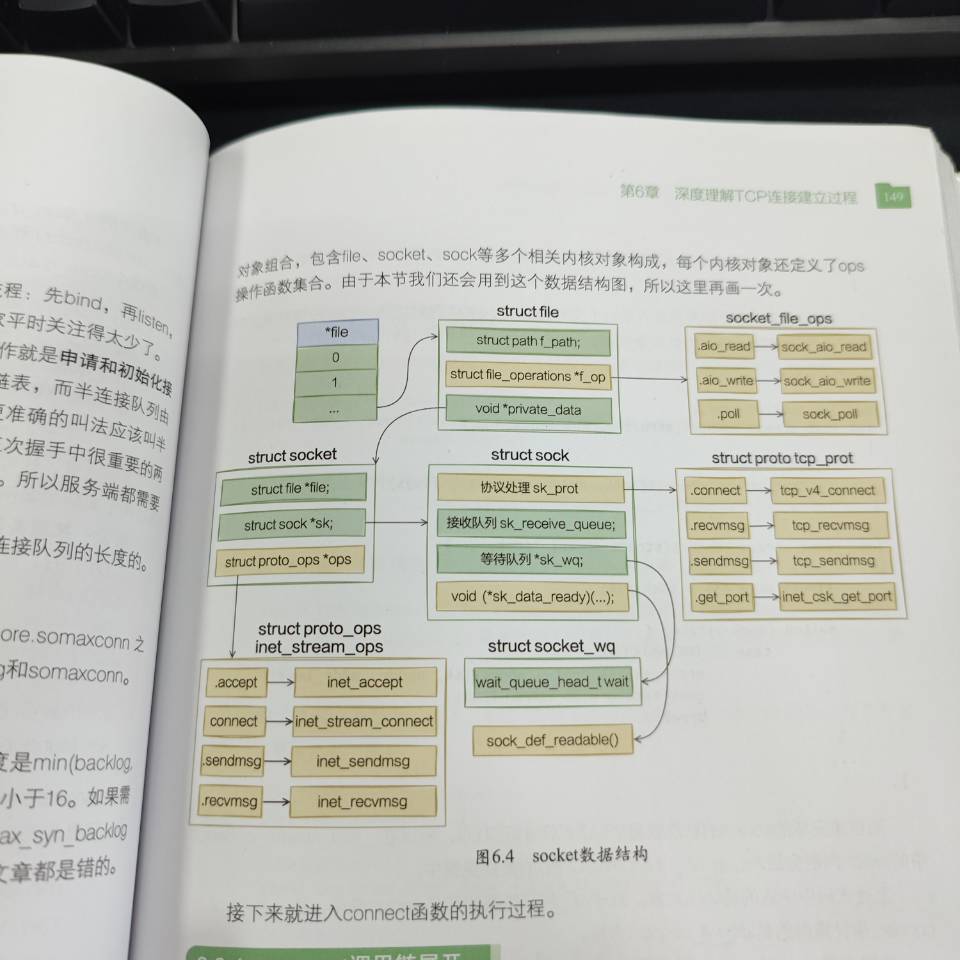 程：先bind，再listen，
家平时关注得太少了。
作就是申请和初始化接
链表，而半连接队列由
更准确的叫法应该叫半
次握手中很重要的两
。所以服务端都需要
连接队列的长度的。
ore.somaxconn 之
g和somaxconn。
度是min(backlog,
小于16。如果需
ax_syn_backlog
文章都是错的。
第6章 深度理解TCP连接建立过程 149
对象组合，包含file、socket、sock等多个相关内核对象构成，每个内核对象还定义了ops
操作函数集合。由于本节我们还会用到这个数据结构图，所以这里再画一次。
*file
0
1
...
struct file
struct path f_path;
struct file_operations *f_op
void *private_data
socket_file_ops
.aio_read sock_aio_read
.aio_write sock_aio_write
.poll sock_poll
struct socket
struct file *file;
struct sock *sk;
struct proto_ops *ops
struct sock
协议处理 sk_prot
接收队列 sk_receive_queue;
等待队列 *sk_wq;
void (*sk_data_ready)(...);
struct proto tcp_prot
.connect tcp_v4_connect
.recvmsg tcp_recvmsg
.sendmsg tcp_sendmsg
.get_port inet_csk_get_port
struct proto_ops
inet_stream_ops
.accept inet_accept
connect inet_stream_connect
.sendmsg inet_sendmsg
.recvmsg inet_recvmsg
struct socket_wq
wait_queue_head_t wait
sock_def_readable()
图6.4 socket数据结构
接下来就进入connect函数的执行过程。